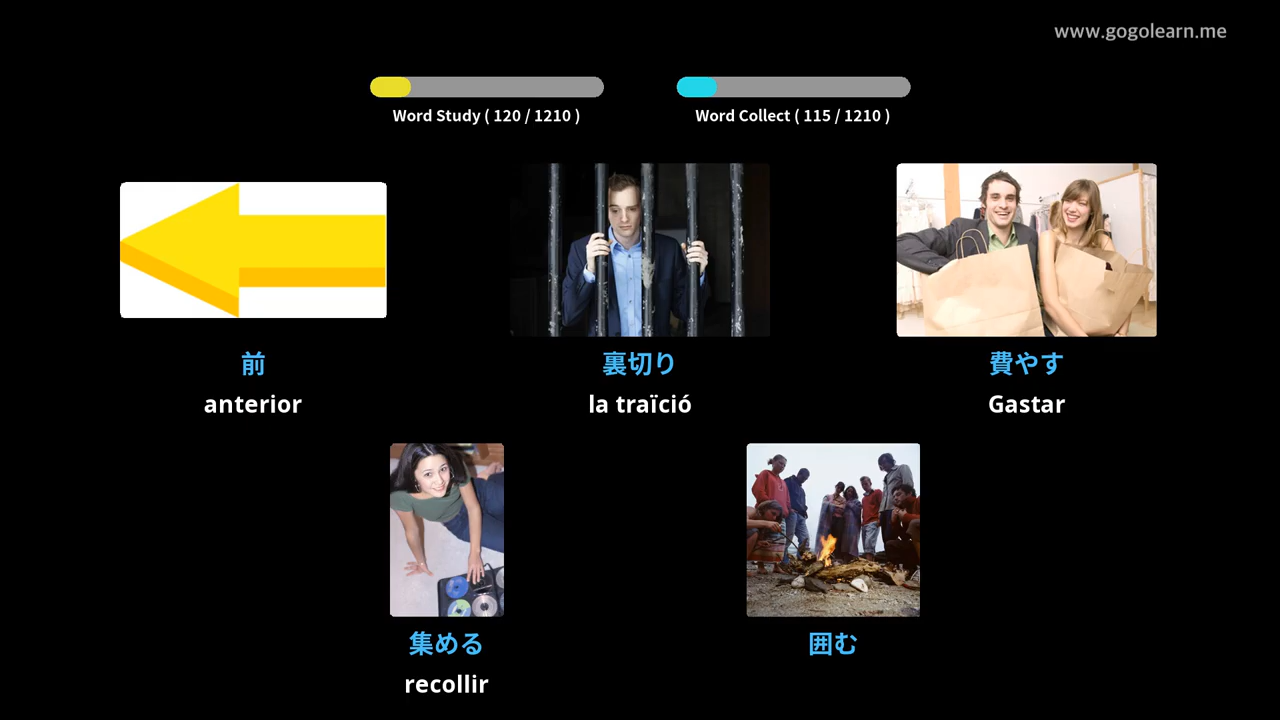 www.gogolearn.me
Word Study ( 120 / 1210 )
Word Collect ( 115 / 1210 )
前
anterior
裏切り
la traïció
費やす
Gastar
集める
recollir
囲む